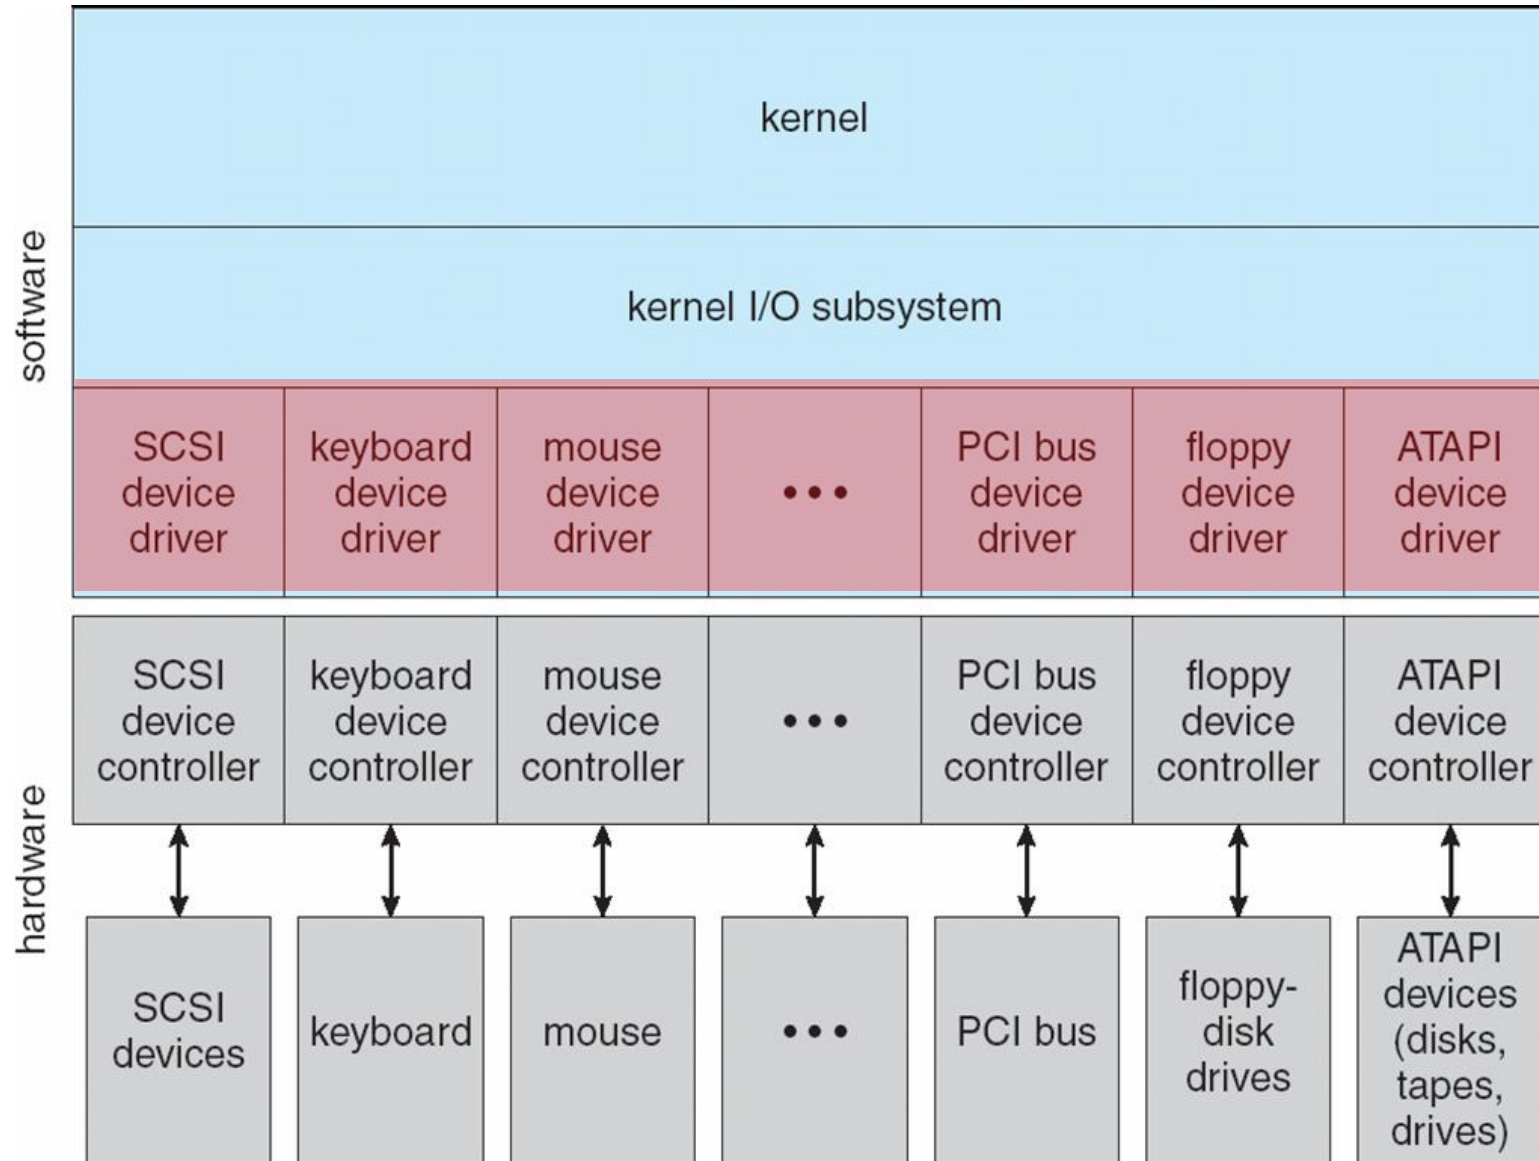 software
kernel
kernel I/O subsystem
SCSI
device
driver
keyboard
device
driver
mouse
device
driver
•••
PCI bus
device
driver
floppy
device
driver
ATAPI
device
driver
hardware
SCSI
device
controller
keyboard
device
controller
mouse
device
controller
•••
PCI bus
device
controller
floppy
device
controller
ATAPI
device
controller
SCSI
devices
keyboard
mouse
•••
PCI bus
floppy-
disk
drives
ATAPI
devices
(disks,
tapes,
drives)